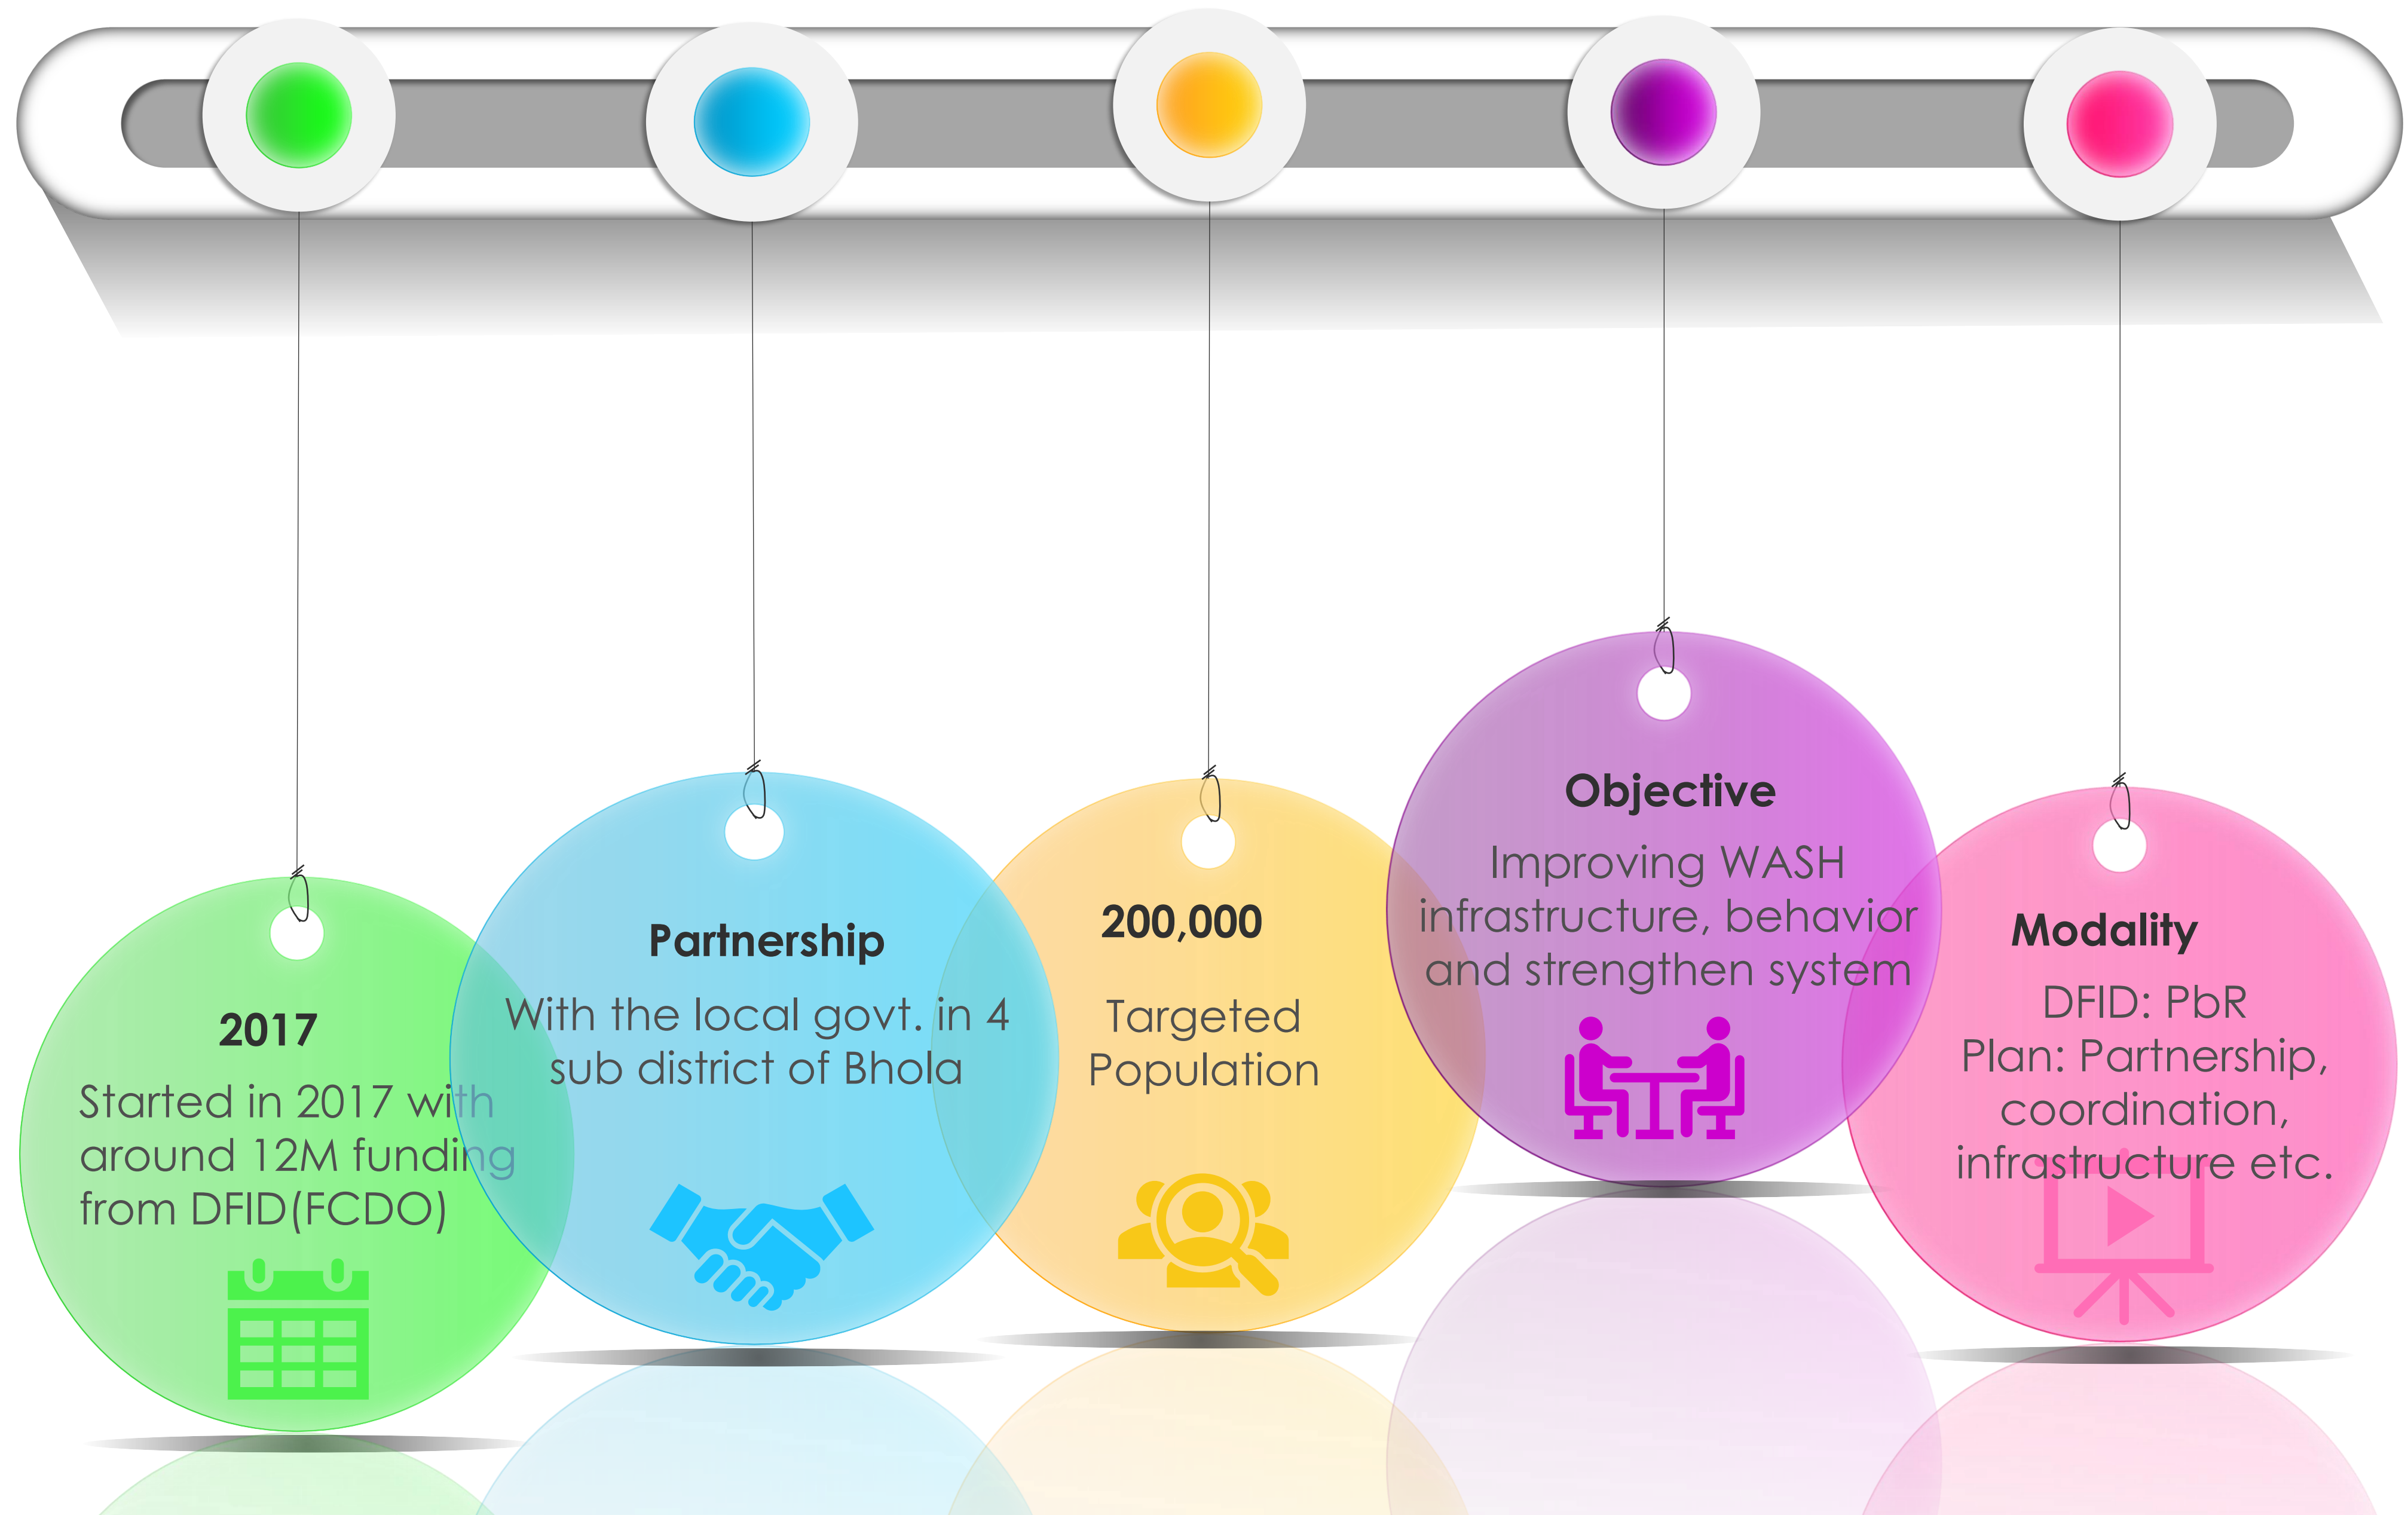 2017
Started in 2017 with
around 12M funding
from DFID(FCDO)
Partnership
With the local govt. in 4
sub district of Bhola
200,000
Targeted
Population
Objective
Improving WASH
infrastructure, behavior
and strengthen system
Modality
DFID: PbR
Plan: Partnership,
coordination,
infrastructure etc.